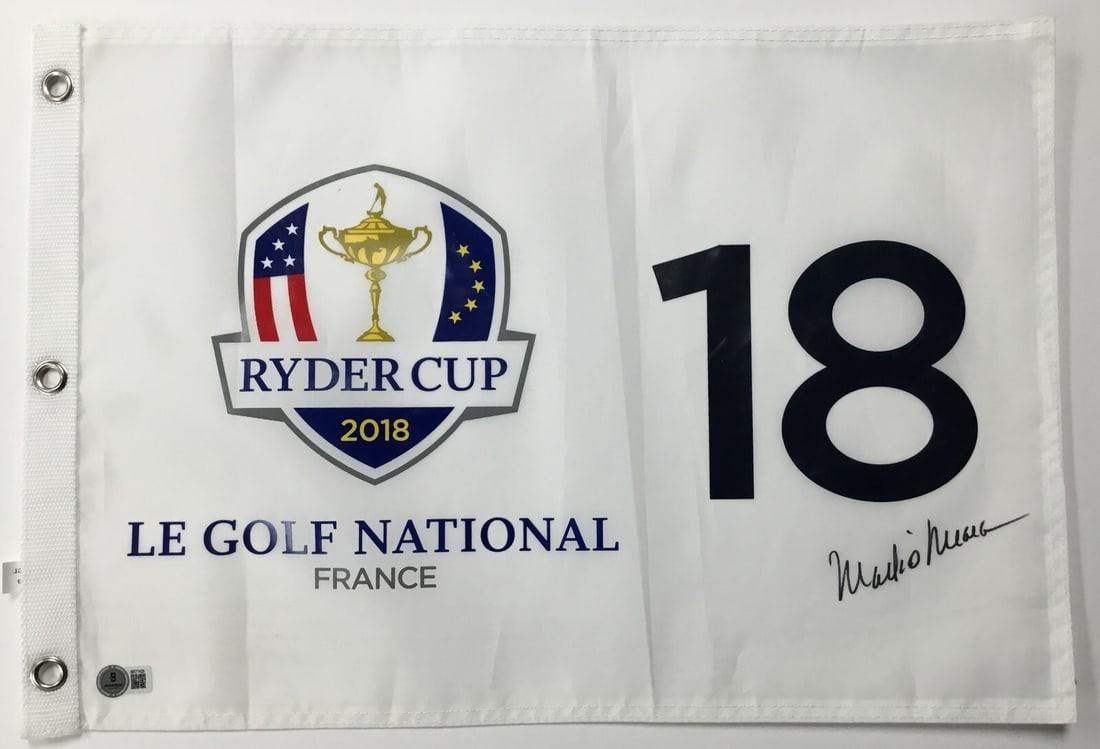 RYDER CUP
2018
LE GOLF NATIONAL
FRANCE
18